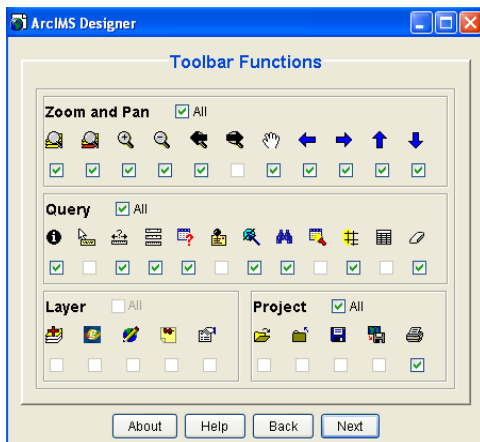 ArcIMS Designer
Toolbar Functions
Zoom and Pan All
Query All
Layer All Project All
About Help Back Next